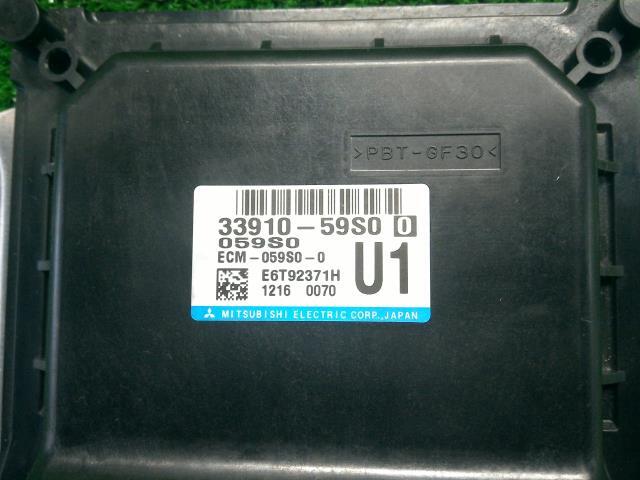 >PBT-GF30<
33910-59S0 0
059S0
ECM-059S0-0
U1
E6T92371H
1216 0070
MITSUBISHI ELECTRIC CORP., JAPAN